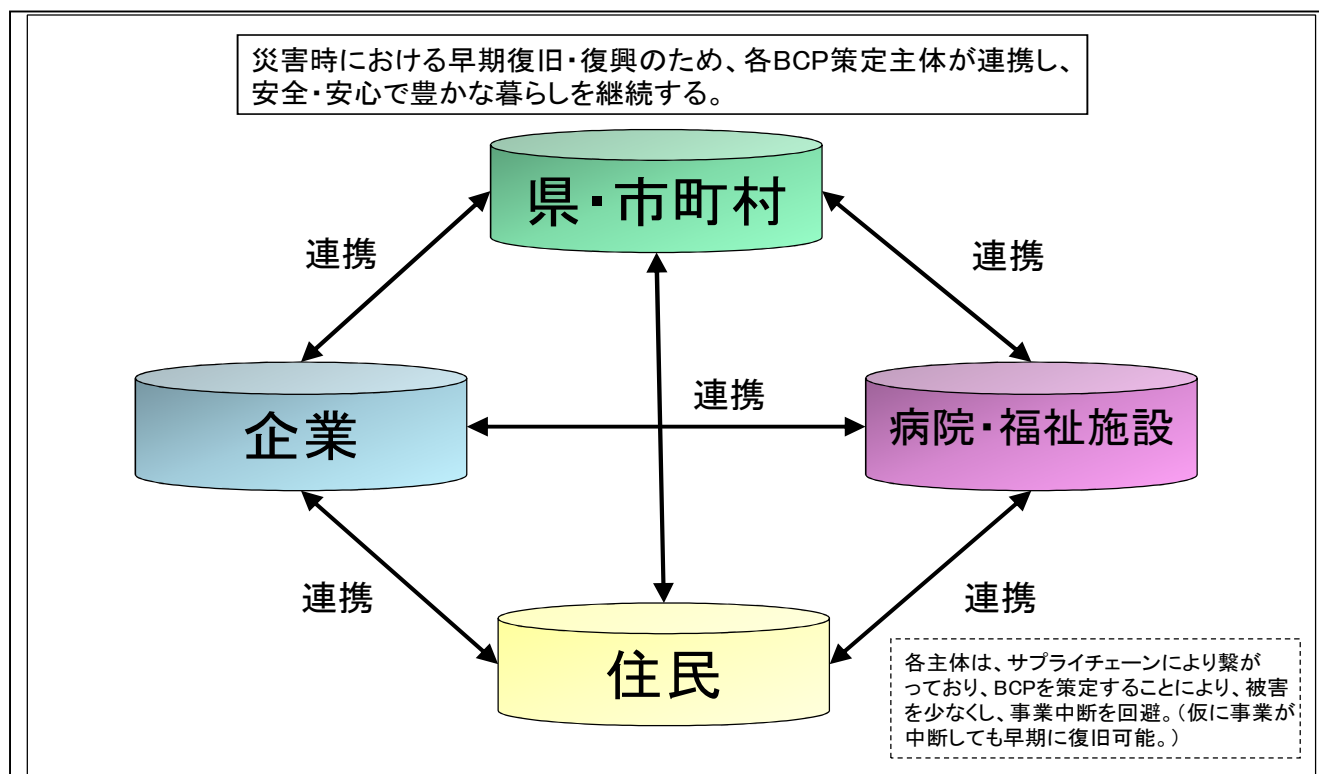 災害時における早期復旧・復興のため、各BCP策定主体が連携し、
安全・安心で豊かな暮らしを継続する。
県・市町村
連携
連携
企業
連携
病院・福祉施設
連携
連携
住民
各主体は、サプライチェーンにより繋が
っており、BCPを策定することにより、被害
を少なくし、事業中断を回避。(仮に事業が
中断しても早期に復旧可能。)